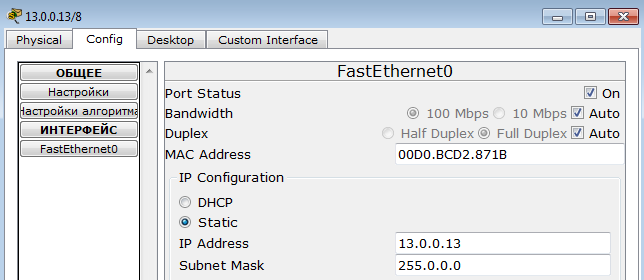 13.0.0.13/8
Physical Config Desktop Custom Interface
ОБЩЕЕ
Настройки
Настройки алгоритма
ИНТЕРФЕЙС
FastEthernet0
FastEthernet0
Port Status On
Bandwidth 100 Mbps 10 Mbps Auto
Duplex Half Duplex Full Duplex Auto
MAC Address 00D0.BCD2.871B
IP Configuration
DHCP
Static
IP Address 13.0.0.13
Subnet Mask 255.0.0.0